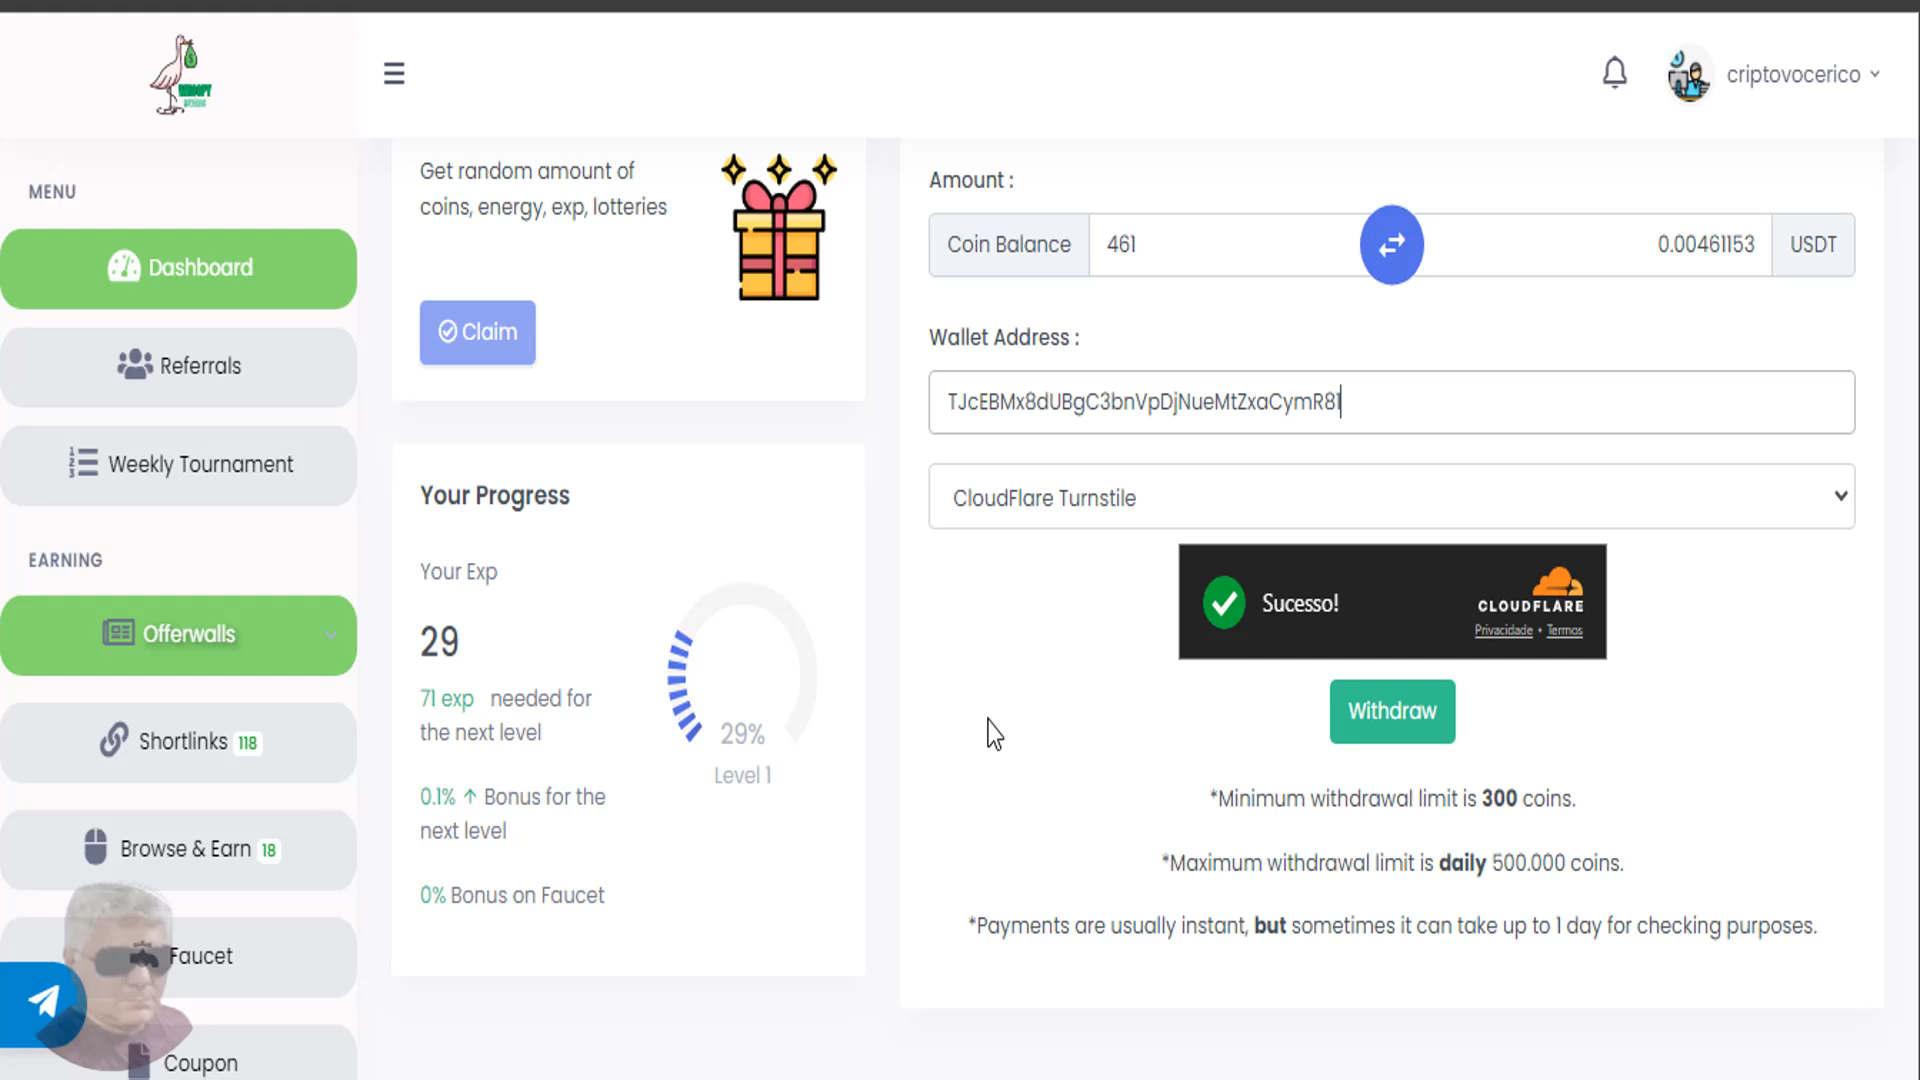 WHOOPY
criptovocerico
MENU
Dashboard
Referrals
Weekly Tournament
EARNING
Offerwalls
Shortlinks 118
Browse & Earn 18
Faucet
Coupon
Get random amount of
coins, energy, exp, lotteries
Claim
Your Progress
Your Exp
29
71 exp needed for
the next level
0.1% ↑ Bonus for the
next level
0% Bonus on Faucet
29%
Level 1
Amount :
Coin Balance 461 0.00461153 USDT
Wallet Address :
TJcEBMx8dUBgC3bnVpDjNueMtZxaCymR81
CloudFlare Turnstile
Sucesso!
CLOUDFLARE
Privacidade • Termos
Withdraw
*Minimum withdrawal limit is 300 coins.
*Maximum withdrawal limit is daily 500.000 coins.
*Payments are usually instant, but sometimes it can take up to 1 day for checking purposes.